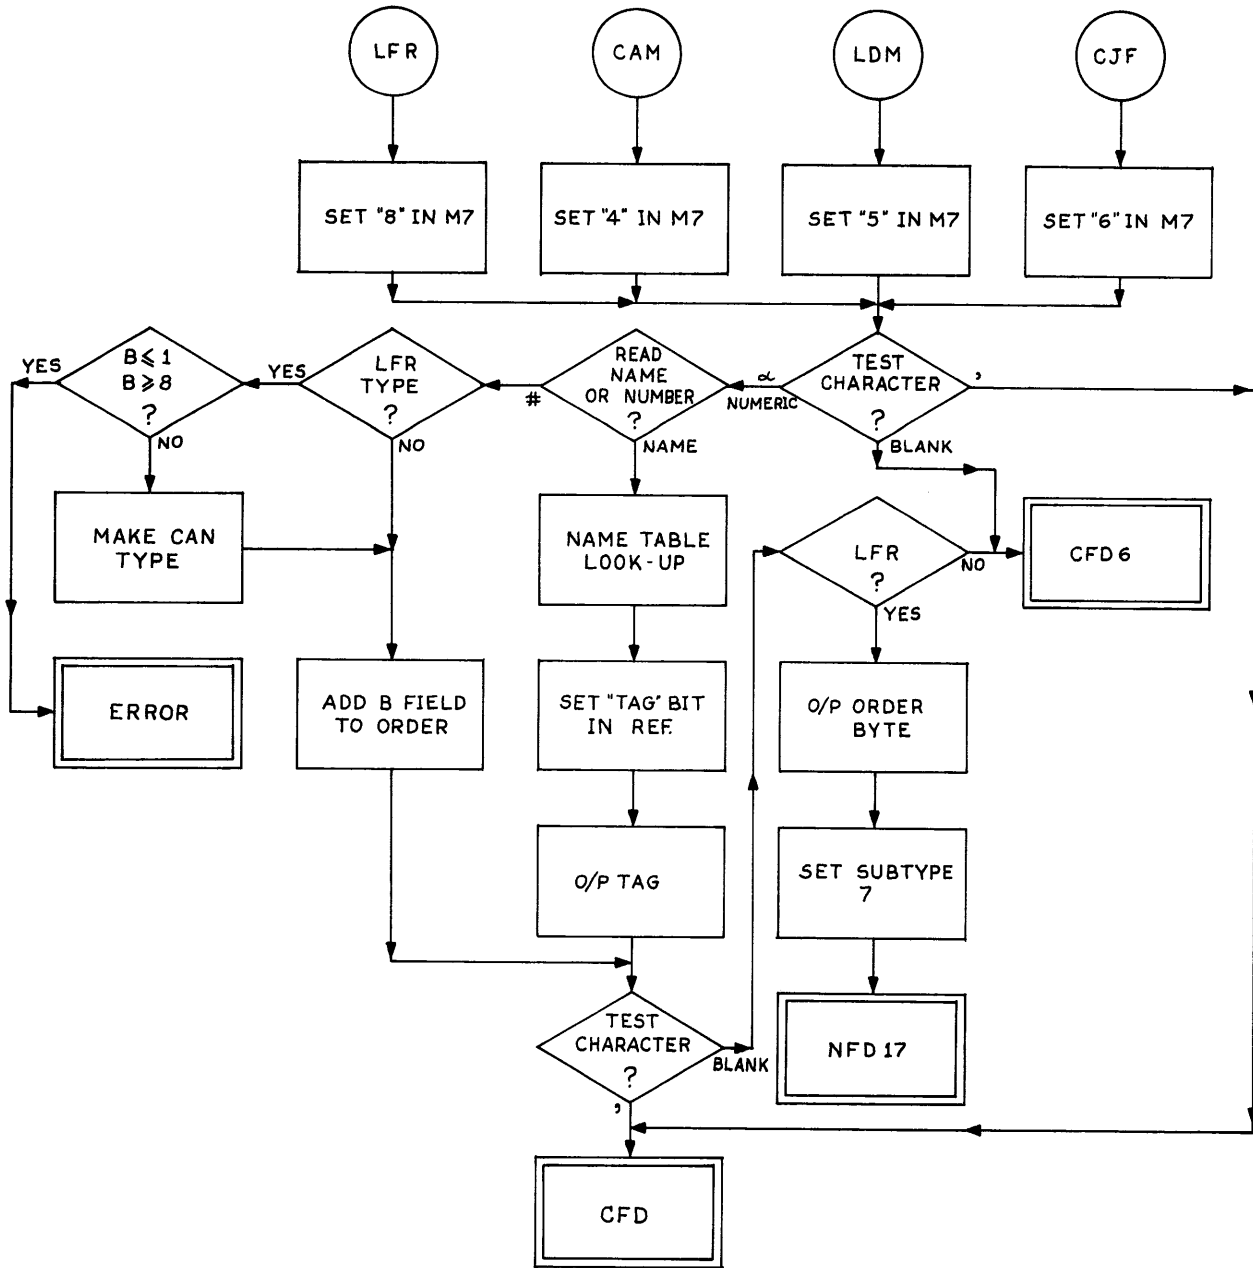 LFR
CAM
LDM
CJF
SET "8" IN M7
SET "4" IN M7
SET "5" IN M7
SET "6" IN M7
YES
B ≤ 1
B ≥ 8
?
NO
YES
LFR
TYPE
?
NO
#
READ
NAME
OR NUMBER
?
NAME
α
NUMERIC
TEST
CHARACTER
?
,
BLANK
MAKE CAN
TYPE
NAME TABLE
LOOK-UP
LFR
?
NO
YES
CFD 6
ERROR
ADD B FIELD
TO ORDER
SET "TAG" BIT
IN REF.
O/P ORDER
BYTE
O/P TAG
SET SUBTYPE
7
TEST
CHARACTER
?
BLANK
,
NFD 17
CFD